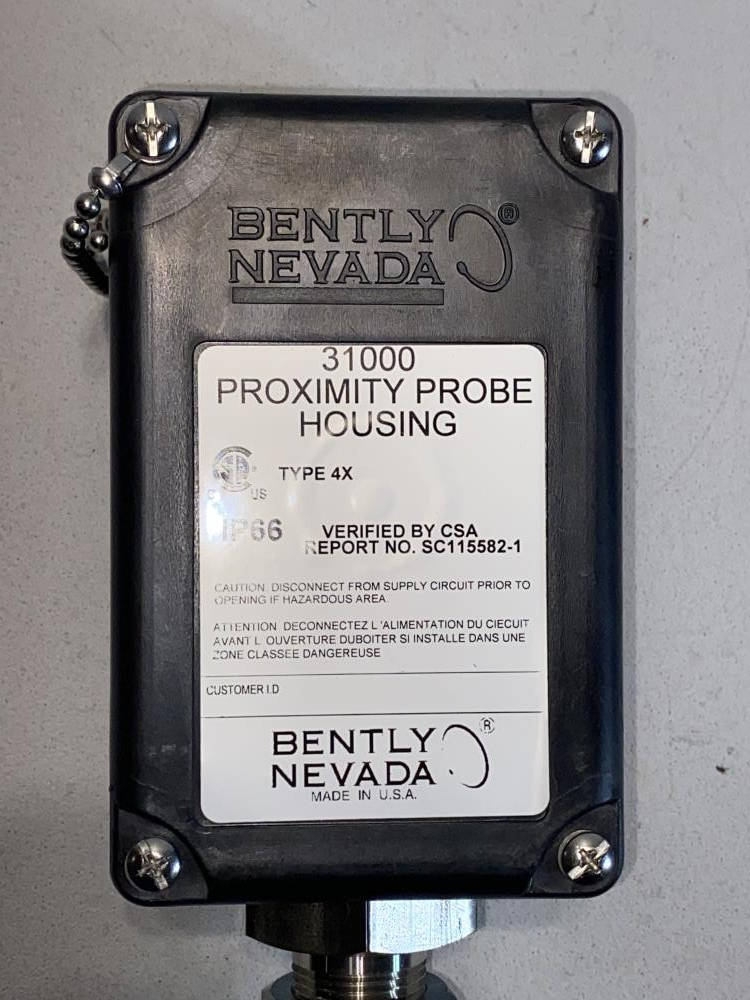 BENTLY
NEVADA
®
31000
PROXIMITY PROBE
HOUSING
C US
TYPE 4X
IP66
VERIFIED BY CSA
REPORT NO. SC115582-1
CAUTION DISCONNECT FROM SUPPLY CIRCUIT PRIOR TO
OPENING IF HAZARDOUS AREA.
ATTENTION DECONNECTEZ L'ALIMENTATION DU CIECUIT
AVANT L OUVERTURE DUBOITER SI INSTALLE DANS UNE
ZONE CLASSEE DANGEREUSE
CUSTOMER I.D
BENTLY
NEVADA
®
MADE IN U.S.A.